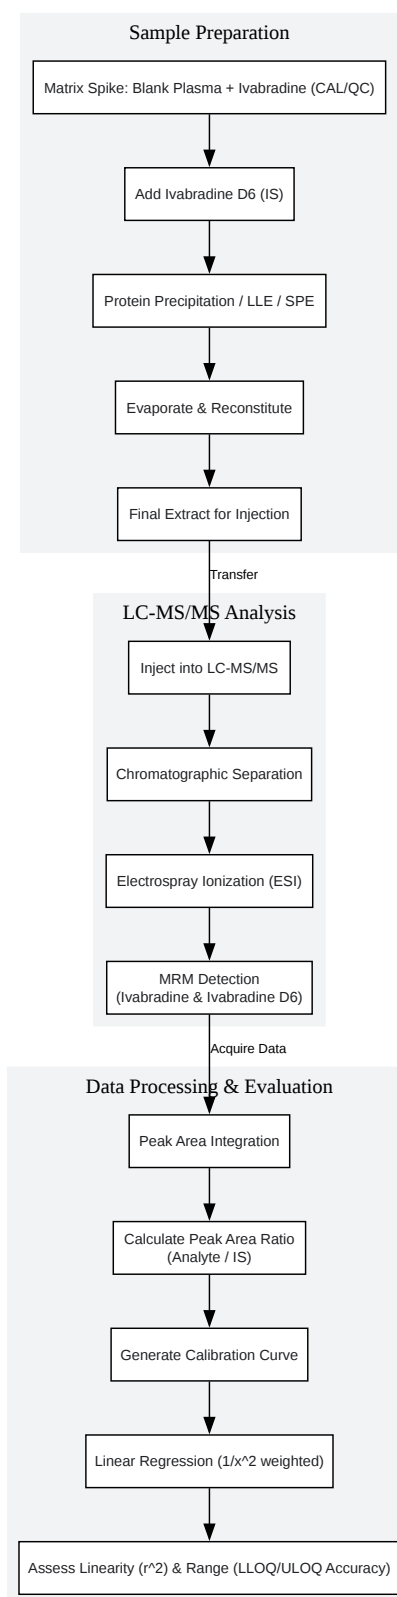 Sample Preparation
Matrix Spike: Blank Plasma + Ivabradine (CAL/QC)
Add Ivabradine D6 (IS)
Protein Precipitation / LLE / SPE
Evaporate & Reconstitute
Final Extract for Injection
Transfer
LC-MS/MS Analysis
Inject into LC-MS/MS
Chromatographic Separation
Electrospray Ionization (ESI)
MRM Detection
(Ivabradine & Ivabradine D6)
Acquire Data
Data Processing & Evaluation
Peak Area Integration
Calculate Peak Area Ratio
(Analyte / IS)
Generate Calibration Curve
Linear Regression (1/x^2 weighted)
Assess Linearity (r^2) & Range (LLOQ/ULOQ Accuracy)